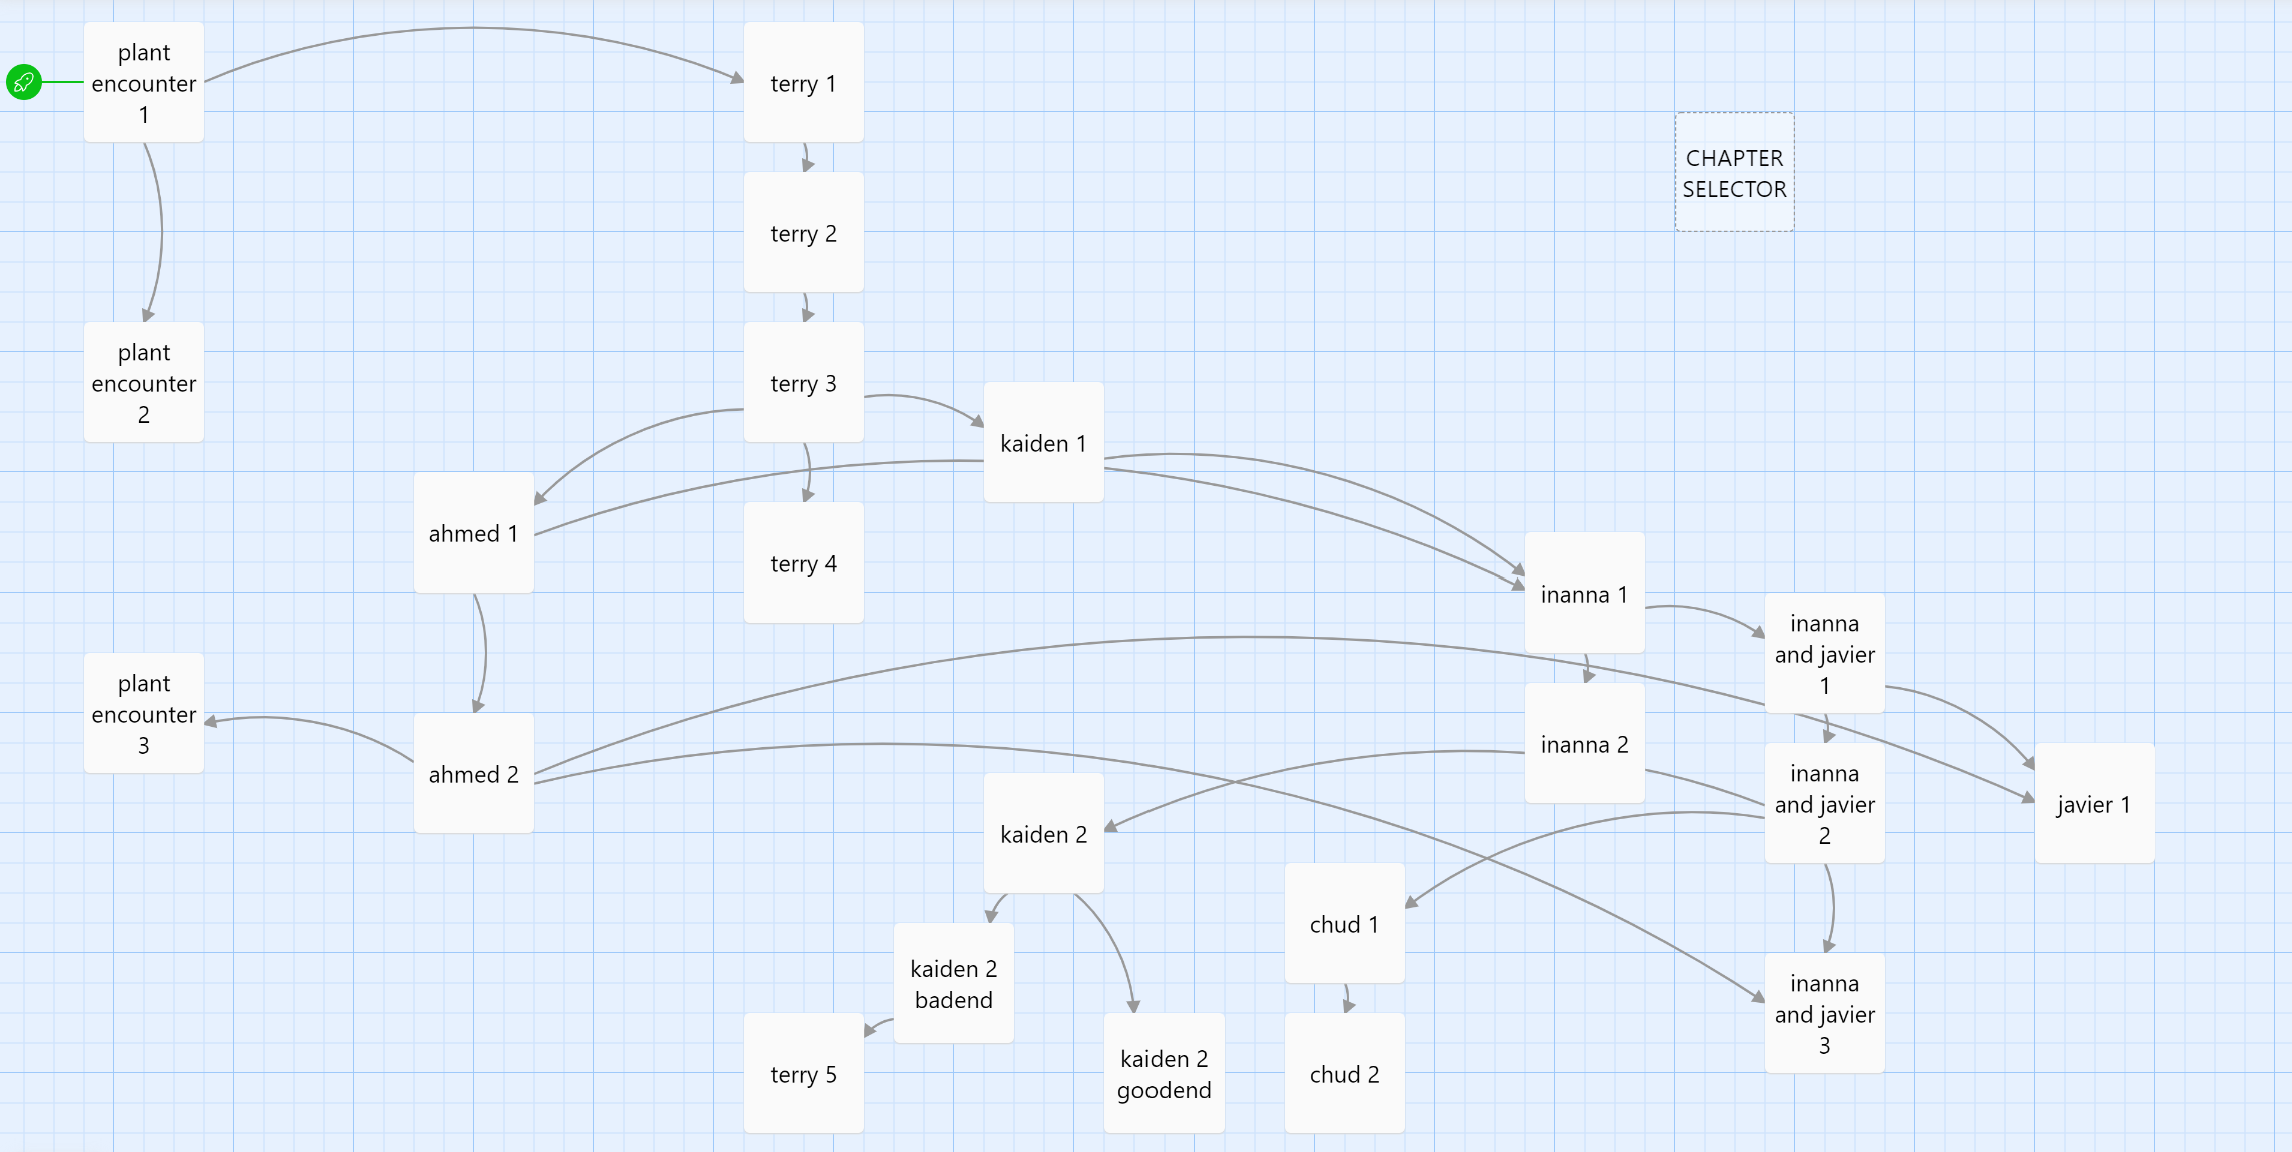 plant
encounter
1
terry 1
CHAPTER
SELECTOR
terry 2
plant
encounter
2
terry 3
kaiden 1
ahmed 1
terry 4
inanna 1
inanna
and javier
1
plant
encounter
3
ahmed 2
inanna 2
inanna
and javier
2
javier 1
kaiden 2
chud 1
kaiden 2
badend
inanna
and javier
3
terry 5
kaiden 2
goodend
chud 2